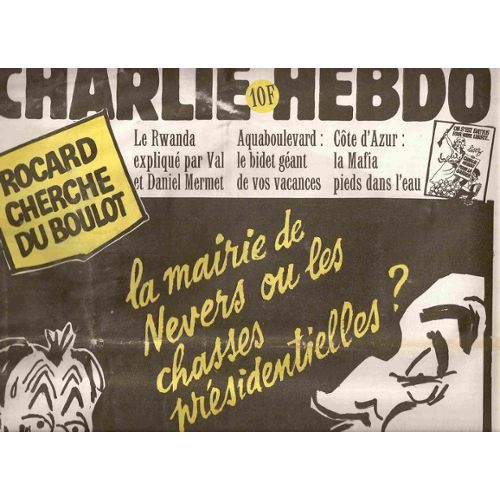 CHARLIE HEBDO
10F
ROCARD
CHERCHE
DU BOULOT
Le Rwanda
expliqué par Val
et Daniel Mermet
Aquaboulevard :
le bidet géant
de vos vacances
Côte d'Azur :
la Mafia
pieds dans l'eau
la mairie de
Nevers ou les
chasses
présidentielles ?